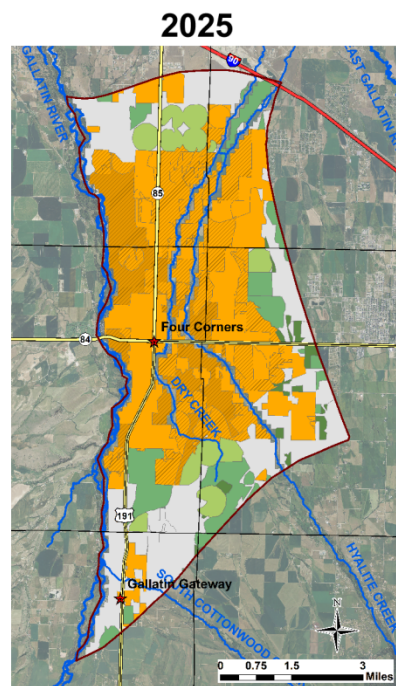 2025
90
GALLATIN RIVER
EAST GALLATIN RI
85
84
Four Corners
DRY CREEK
191
Gallatin Gateway
SOUTH COTTONWOOD
HYALITE CREEK
N
0 0.75 1.5 3
Miles